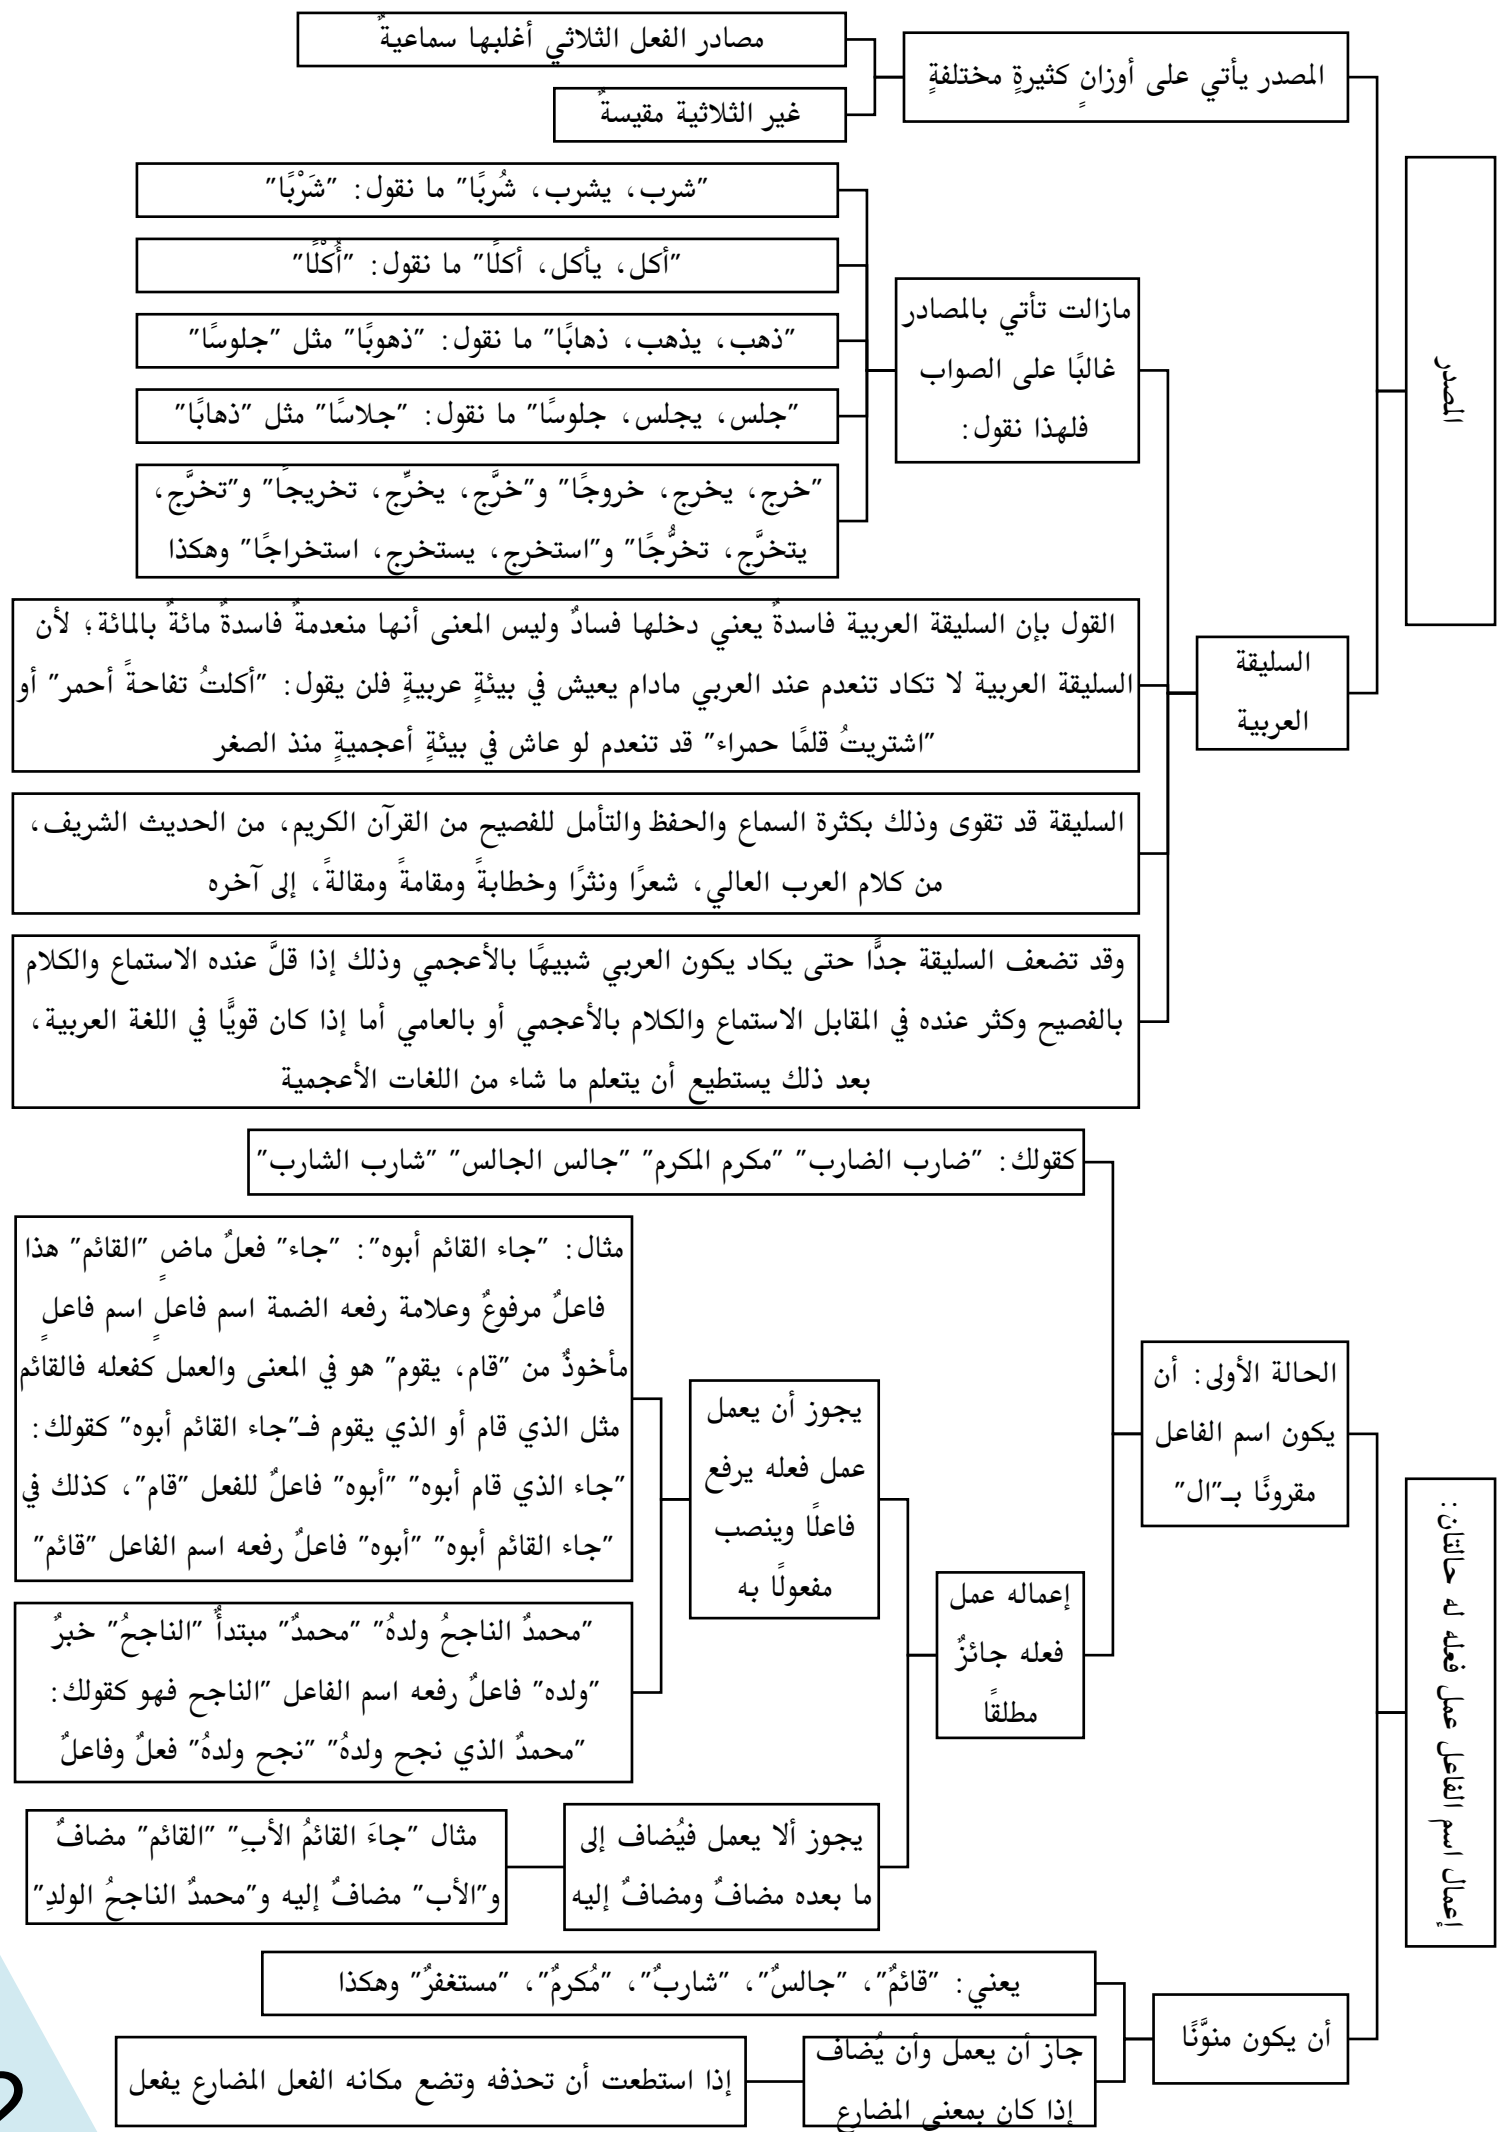 المصدر
المصدر يأتي على أوزانٍ كثيرةٍ مختلفةٍ
مصادر الفعل الثلاثي أغلبها سماعيةٌ
غير الثلاثية مقيسةٌ
السليقة
العربية
مازالت تأتي بالمصادر
غالبًا على الصواب
فلهذا نقول:
"شرب، يشرب، شُربًا" ما نقول: "شَرْبًا"
"أكل، يأكل، أكلًا" ما نقول: "أُكْلًا"
"ذهب، يذهب، ذهابًا" ما نقول: "ذهوبًا" مثل "جلوسًا"
"جلس، يجلس، جلوسًا" ما نقول: "جلاسًا" مثل "ذهابًا"
"خرج، يخرج، خروجًا" و"خرَّج، يخرِّج، تخريجًا" و"تخرَّج،
يتخرَّج، تخرُّجًا" و"استخرج، يستخرج، استخراجًا" وهكذا
القول بإن السليقة العربية فاسدةٌ يعني دخلها فسادٌ وليس المعنى أنها منعدمةٌ فاسدةٌ مائةٌ بالمائة؛ لأن
السليقة العربية لا تكاد تنعدم عند العربي مادام يعيش في بيئةٍ عربيةٍ فلن يقول: "أكلتُ تفاحةً أحمر" أو
"اشتريتُ قلمًا حمراء" قد تنعدم لو عاش في بيئةٍ أعجميةٍ منذ الصغر
السليقة قد تقوى وذلك بكثرة السماع والحفظ والتأمل للفصيح من القرآن الكريم، من الحديث الشريف،
من كلام العرب العالي، شعرًا ونثرًا وخطابةً ومقامةً ومقالةً، إلى آخره
وقد تضعف السليقة جدًّا حتى يكاد يكون العربي شبيهًا بالأعجمي وذلك إذا قلَّ عنده الاستماع والكلام
بالفصيح وكثر عنده في المقابل الاستماع والكلام بالأعجمي أو بالعامي أما إذا كان قويًّا في اللغة العربية،
بعد ذلك يستطيع أن يتعلم ما شاء من اللغات الأعجمية
إعمال اسم الفاعل عمل فعله له حالتان:
الحالة الأولى: أن
يكون اسم الفاعل
مقرونًا بـ"ال"
كقولك: "ضارب الضارب" "مكرم المكرم" "جالس الجالس" "شارب الشارب"
إعماله عمل
فعله جائزٌ
مطلقًا
يجوز أن يعمل
عمل فعله يرفع
فاعلًا وينصب
مفعولًا به
مثال: "جاء القائم أبوه": "جاء" فعلٌ ماضٍ "القائم" هذا
فاعلٌ مرفوعٌ وعلامة رفعه الضمة اسم فاعلٍ اسم فاعلٍ
مأخوذٌ من "قام، يقوم" هو في المعنى والعمل كفعله فالقائم
مثل الذي قام أو الذي يقوم فـ"جاء القائم أبوه" كقولك:
"جاء الذي قام أبوه" "أبوه" فاعلٌ للفعل "قام"، كذلك في
"جاء القائم أبوه" "أبوه" فاعلٌ رفعه اسم الفاعل "قائم"
"محمدٌ الناجحُ ولدهُ" "محمدٌ" مبتدأٌ "الناجحُ" خبرٌ
"ولده" فاعلٌ رفعه اسم الفاعل "الناجح فهو كقولك:
"محمدٌ الذي نجح ولدهُ" "نجح ولدهُ" فعلٌ وفاعلٌ
يجوز ألا يعمل فيُضاف إلى
ما بعده مضافٌ ومضافٌ إليه
مثال "جاءَ القائمُ الأبِ" "القائم" مضافٌ
و"الأب" مضافٌ إليه و"محمدٌ الناجحُ الولدِ"
أن يكون منوَّنًا
يعني: "قائمٌ"، "جالسٌ"، "شاربٌ"، "مُكرمٌ"، "مستغفرٌ" وهكذا
جاز أن يعمل وأن يُضاف
إذا كان بمعنى المضارع
إذا استطعت أن تحذفه وتضع مكانه الفعل المضارع يفعل